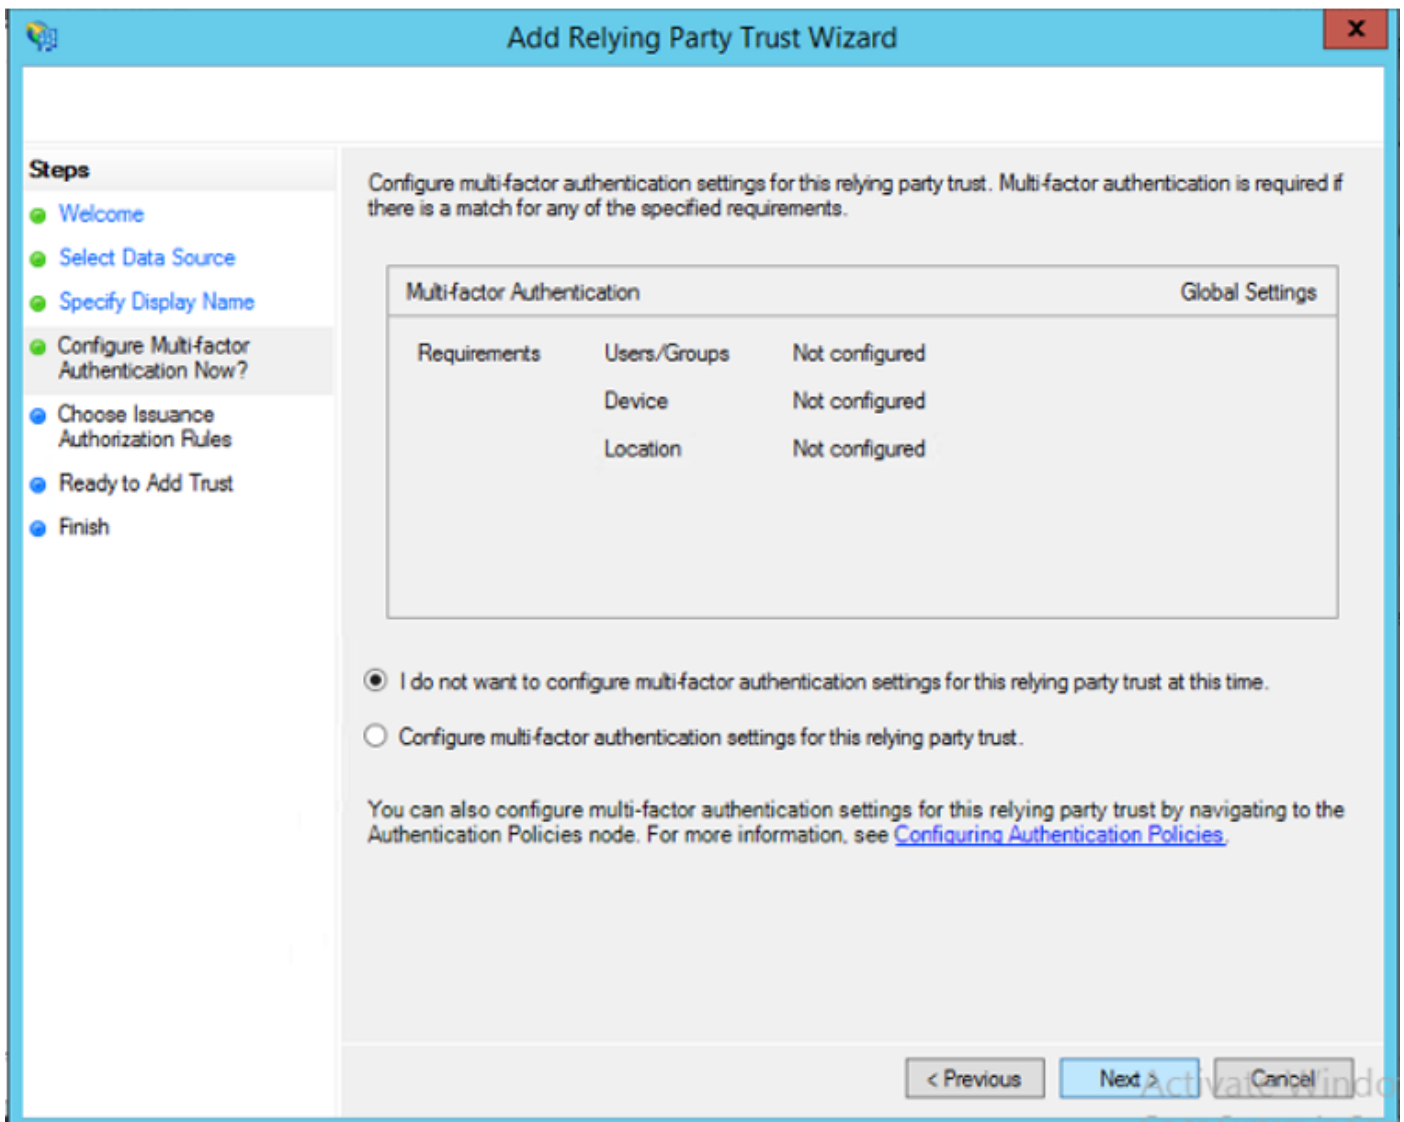 Add Relying Party Trust Wizard
X
Steps
Welcome
Select Data Source
Specify Display Name
Configure Multi-factor
Authentication Now?
Choose Issuance
Authorization Rules
Ready to Add Trust
Finish
Configure multi-factor authentication settings for this relying party trust. Multi-factor authentication is required if
there is a match for any of the specified requirements.
Multi-factor Authentication Global Settings
Requirements Users/Groups Not configured
Device Not configured
Location Not configured
I do not want to configure multi-factor authentication settings for this relying party trust at this time.
Configure multi-factor authentication settings for this relying party trust.
You can also configure multi-factor authentication settings for this relying party trust by navigating to the
Authentication Policies node. For more information, see Configuring Authentication Policies.
< Previous Next > Cancel
Activate Windo